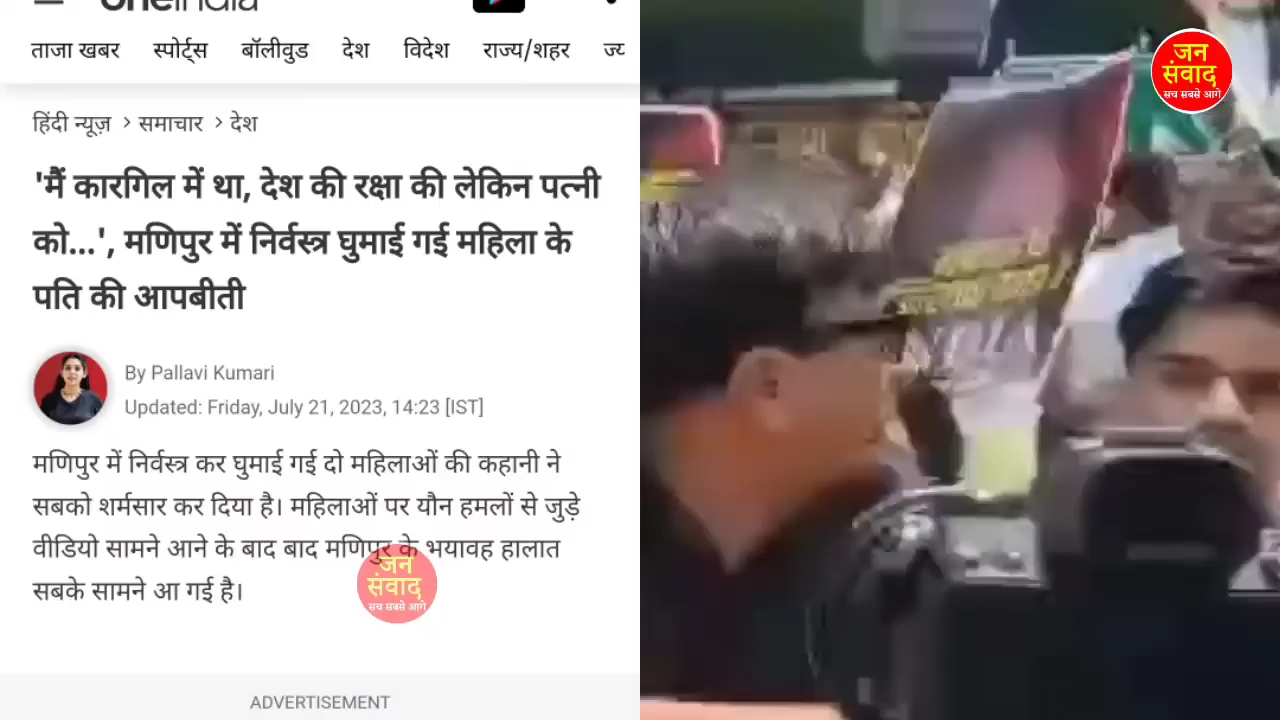 oneindia
ताजा खबर स्पोर्ट्स बॉलीवुड देश विदेश राज्य/शहर
हिंदी न्यूज़ > समाचार > देश
'मैं कारगिल में था, देश की रक्षा की लेकिन पत्नी
को...', मणिपुर में निर्वस्त्र घुमाई गई महिला के
पति की आपबीती
By Pallavi Kumari
Updated: Friday, July 21, 2023, 14:23 [IST]
मणिपुर में निर्वस्त्र कर घुमाई गई दो महिलाओं की कहानी ने
सबको शर्मसार कर दिया है। महिलाओं पर यौन हमलों से जुड़े
वीडियो सामने आने के बाद बाद मणिपुर के भयावह हालात
सबके सामने आ गई है।
जन
संवाद
सच सबसे आगे
ADVERTISEMENT
जन
संवाद
सच सबसे आगे